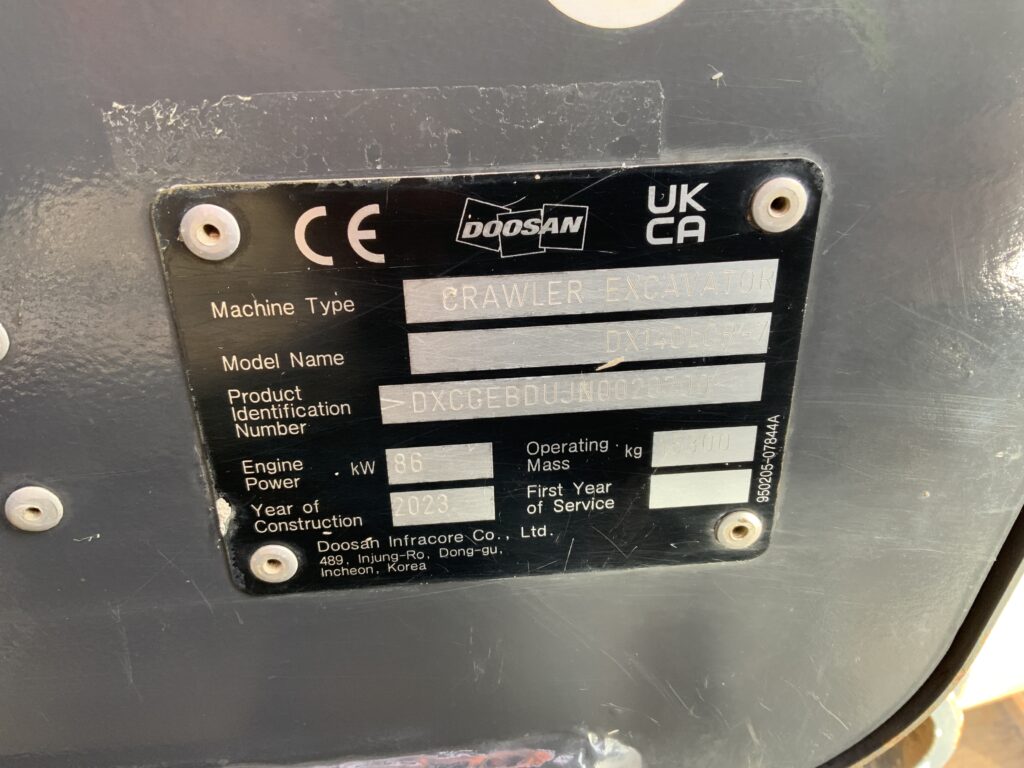 CE DOOSAN UK CA
Machine Type CRAWLER EXCAVATOR
Model Name
Product
Identification
Number
Engine
Power kW 86
Operating
Mass kg
Year of
Construction 2023
First Year
of Service
Doosan Infracore Co., Ltd.
489, Injung-Ro, Dong-gu,
Incheon, Korea
950205-07844A